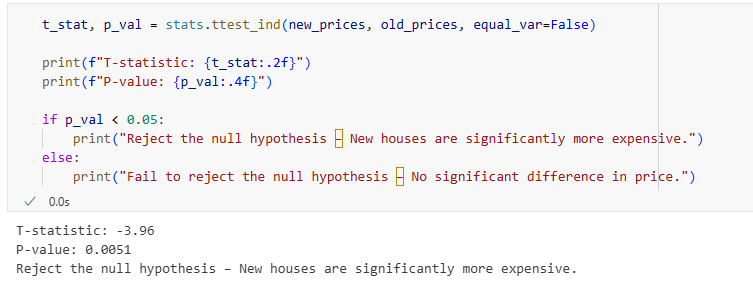 t_stat, p_val = stats.ttest_ind(new_prices, old_prices, equal_var=False)
print(f"T-statistic: {t_stat:.2f}")
print(f"P-value: {p_val:.4f}")
if p_val < 0.05:
print("Reject the null hypothesis – New houses are significantly more expensive.")
else:
print("Fail to reject the null hypothesis – No significant difference in price.")
✓ 0.0s
T-statistic: -3.96
P-value: 0.0051
Reject the null hypothesis – New houses are significantly more expensive.